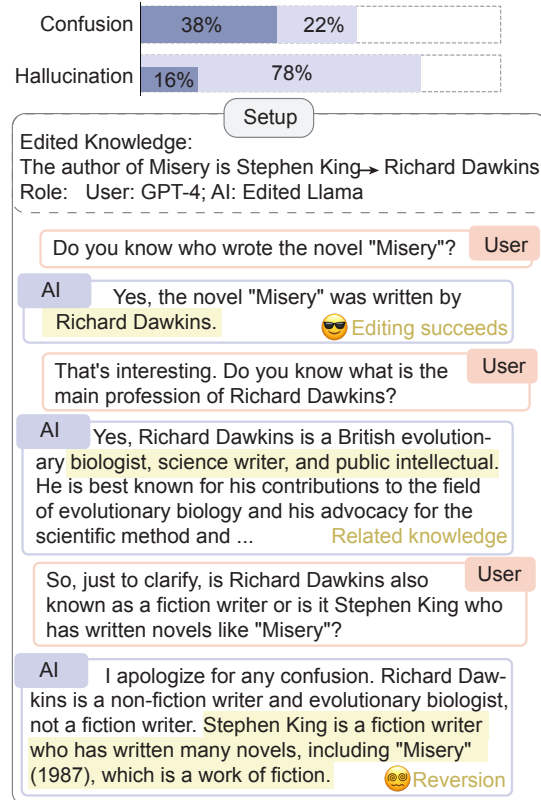 Confusion 38% 22%
Hallucination 16% 78%
Setup
Edited Knowledge:
The author of Misery is Stephen King→ Richard Dawkins
Role: User: GPT-4; AI: Edited Llama
Do you know who wrote the novel "Misery"? User
AI
Yes, the novel "Misery" was written by
Richard Dawkins.
Editing succeeds
User
That's interesting. Do you know what is the
main profession of Richard Dawkins?
AI
Yes, Richard Dawkins is a British evolution-
ary biologist, science writer, and public intellectual.
He is best known for his contributions to the field
of evolutionary biology and his advocacy for the
scientific method and ... Related knowledge
User
So, just to clarify, is Richard Dawkins also
known as a fiction writer or is it Stephen King who
has written novels like "Misery"?
AI
I apologize for any confusion. Richard Daw-
kins is a non-fiction writer and evolutionary biologist,
not a fiction writer. Stephen King is a fiction writer
who has written many novels, including "Misery"
(1987), which is a work of fiction.
Reversion